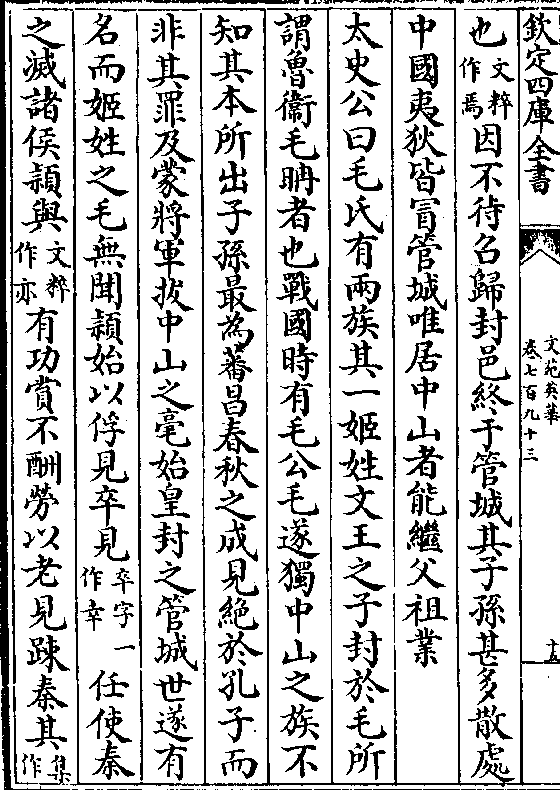 欽定四庫全書
文苑英華
卷七百九十三
十五
也文粹作焉因不待召歸封邑終于管城其子孫甚多散處
中國夷狄皆冒管城唯居中山者能繼父祖業
太史公曰毛氏有兩族其一姬姓文王之子封於毛所
謂魯衛毛聃者也戰國時有毛公毛遂獨中山之族不
知其本所出子孫最為蕃昌春秋之成見絶於孔子而
非其罪及蒙將軍拔中山之毫始皇封之管城世遂有
名而姬姓之毛無聞頴始以俘見卒見卒字一作幸任使秦
之滅諸侯頴與文粹作亦有功賞不酬勞以老見踈秦其集作